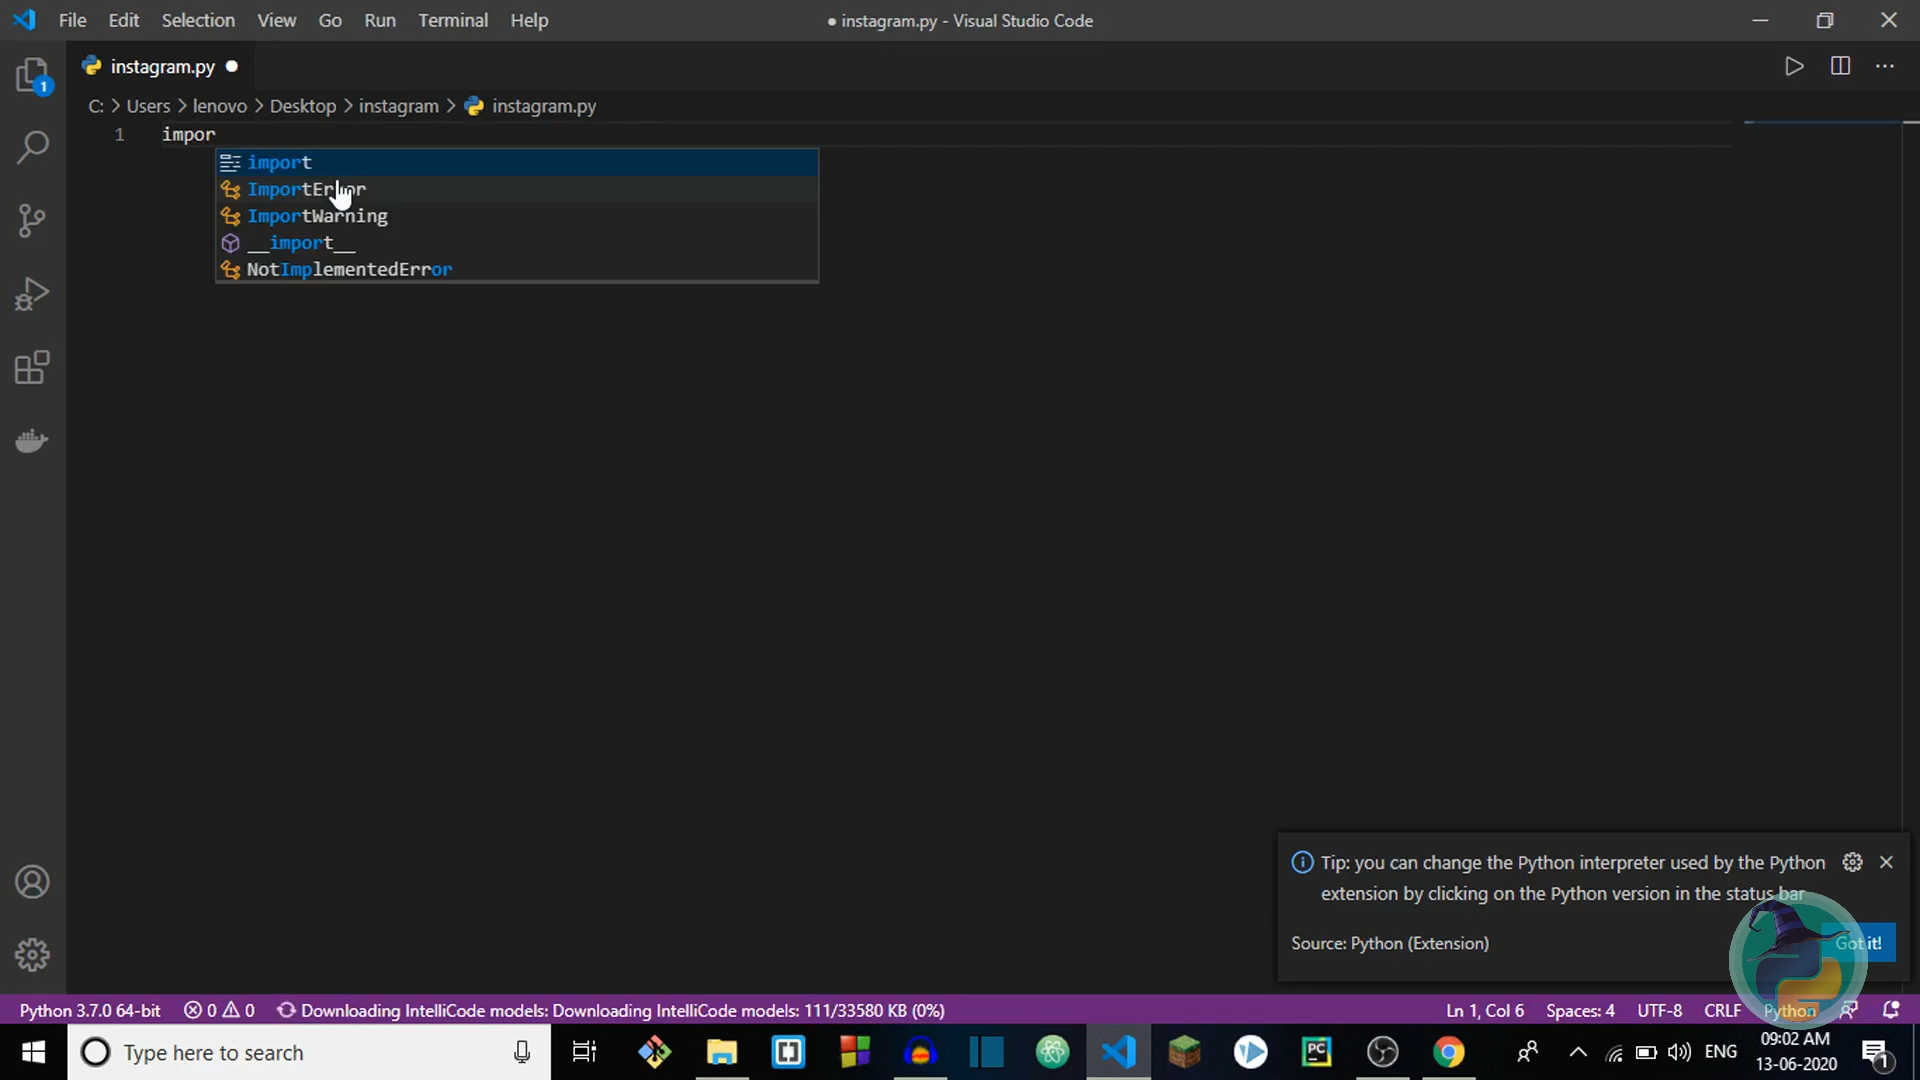 File Edit Selection View Go Run Terminal Help
● instagram.py - Visual Studio Code
1
instagram.py
C: > Users > lenovo > Desktop > instagram > instagram.py
1 impor
import
ImportError
ImportWarning
__import__
NotImplementedError
Tip: you can change the Python interpreter used by the Python
extension by clicking on the Python version in the status bar
Source: Python (Extension)
Got it!
Python 3.7.0 64-bit 0 0 Downloading IntelliCode models: Downloading IntelliCode models: 111/33580 KB (0%)
Ln 1, Col 6 Spaces: 4 UTF-8 CRLF Python
Type here to search
PC
ENG
09:02 AM
13-06-2020
1